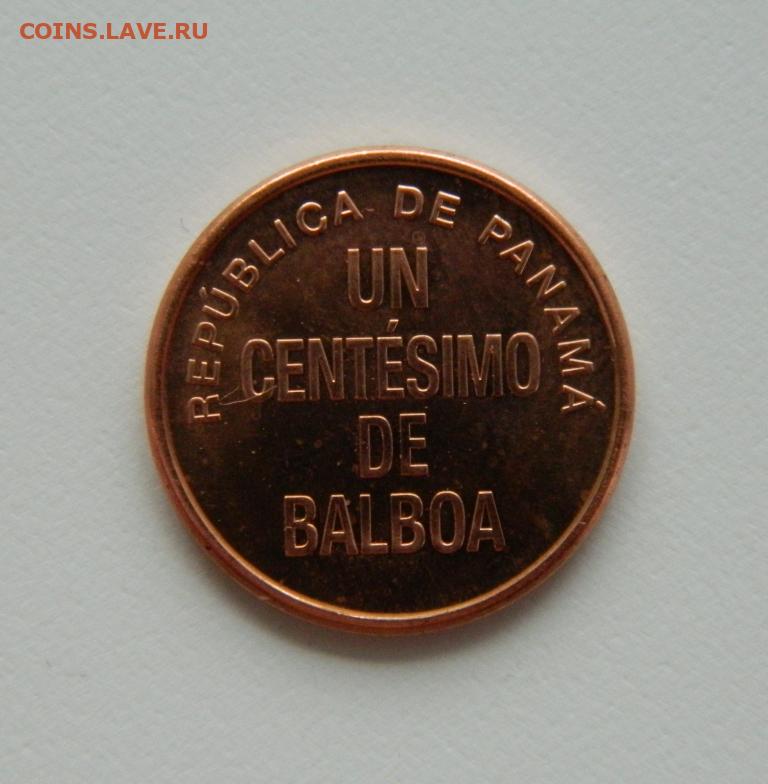 COINS.LAVE.RU
REPÚBLICA DE PANAMÁ
UN
CENTÉSIMO
DE
BALBOA